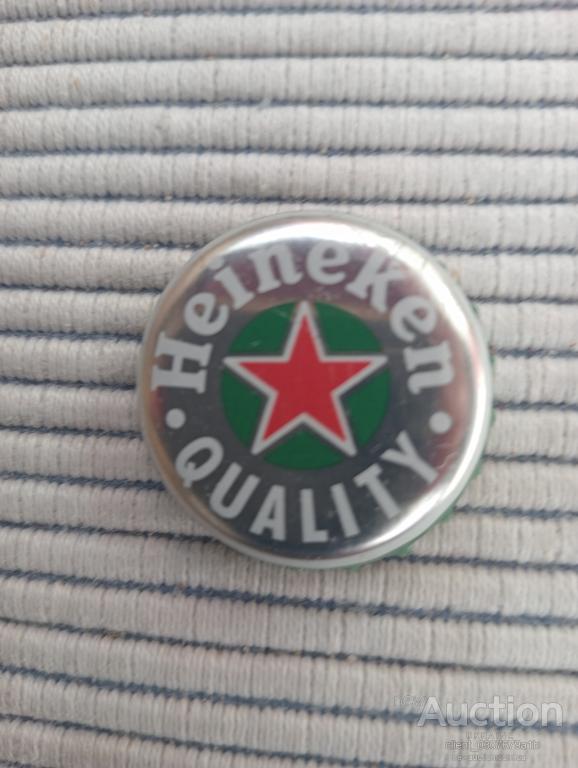 Heineken
• QUALITY •
Auction